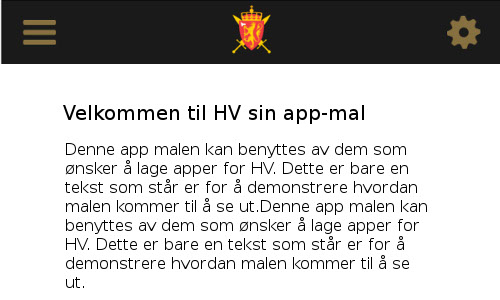 Velkommen til HV sin app-mal
Denne app malen kan benyttes av dem som
ønsker å lage apper for HV. Dette er bare en
tekst som står er for å demonstrere hvordan
malen kommer til å se ut.Denne app malen kan
benyttes av dem som ønsker å lage apper for
HV. Dette er bare en tekst som står er for å
demonstrere hvordan malen kommer til å se
ut.